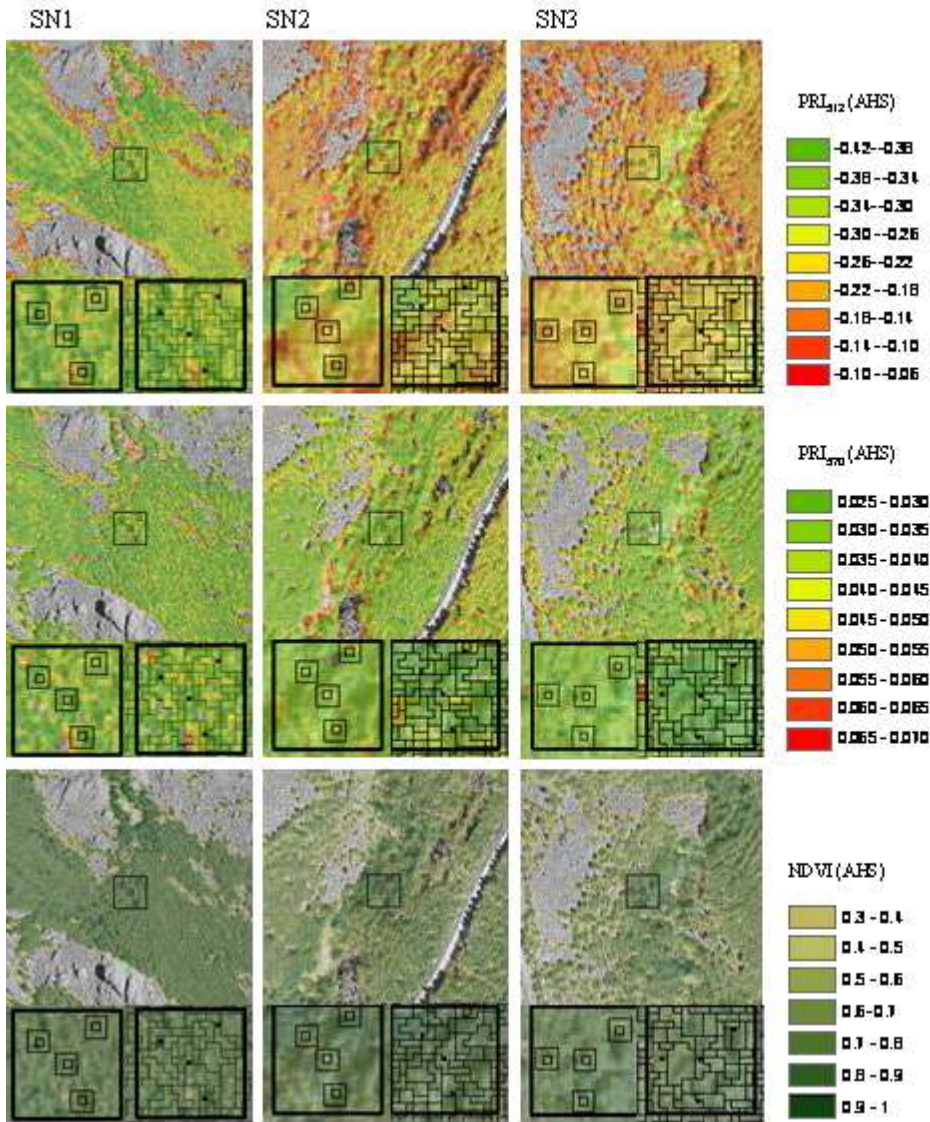 SN1
SN2
SN3
PRI512 (AHS)
-0.42--0.38
-0.38--0.34
-0.34--0.30
-0.30--0.26
-0.26--0.22
-0.22--0.18
-0.18--0.14
-0.14--0.10
-0.10--0.06
PRI570 (AHS)
0.025 - 0.030
0.030 - 0.035
0.035 - 0.040
0.040 - 0.045
0.045 - 0.050
0.050 - 0.055
0.055 - 0.060
0.060 - 0.065
0.065 - 0.070
NDVI (AHS)
0.3 - 0.4
0.4 - 0.5
0.5 - 0.6
0.6-0.7
0.7 - 0.8
0.8 - 0.9
0.9 - 1